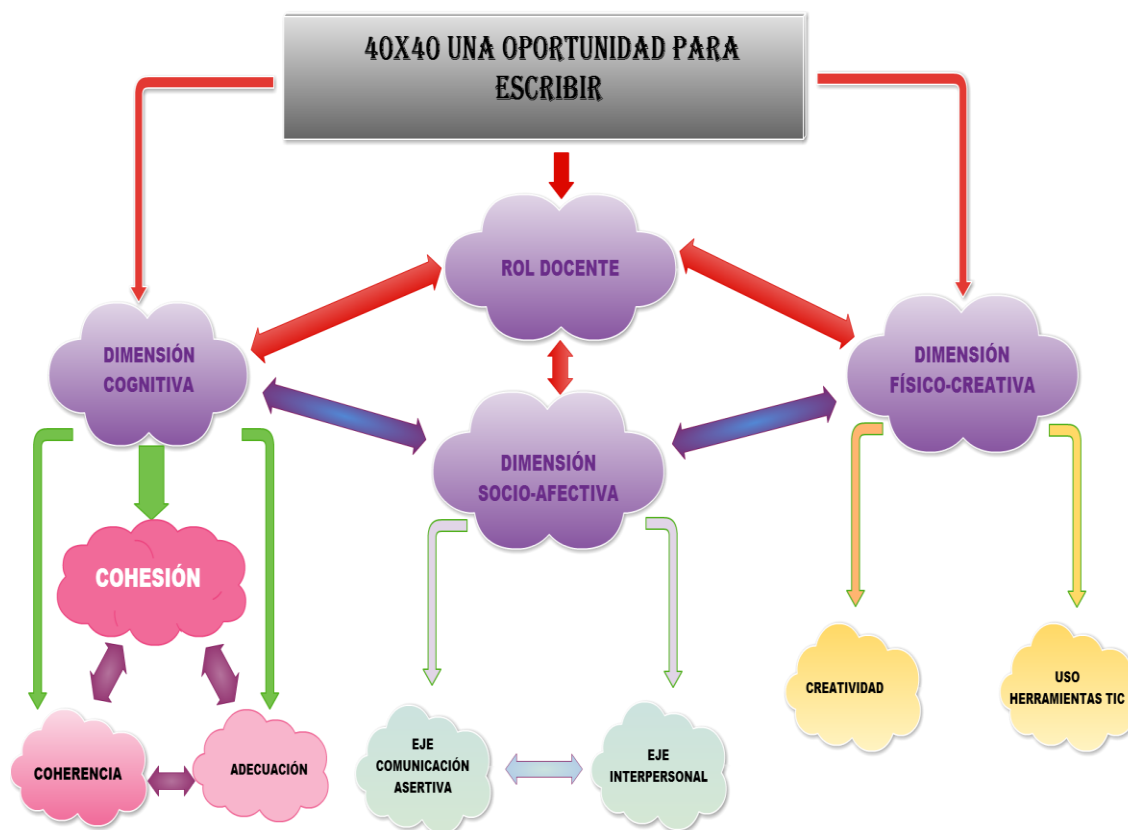 40X40 UNA OPORTUNIDAD PARA
ESCRIBIR
ROL DOCENTE
DIMENSIÓN
COGNITIVA
DIMENSIÓN
FÍSICO-CREATIVA
DIMENSIÓN
SOCIO-AFECTIVA
COHESIÓN
COHERENCIA
ADECUACIÓN
EJE
COMUNICACIÓN
ASERTIVA
EJE
INTERPERSONAL
CREATIVIDAD
USO
HERRAMIENTAS TIC